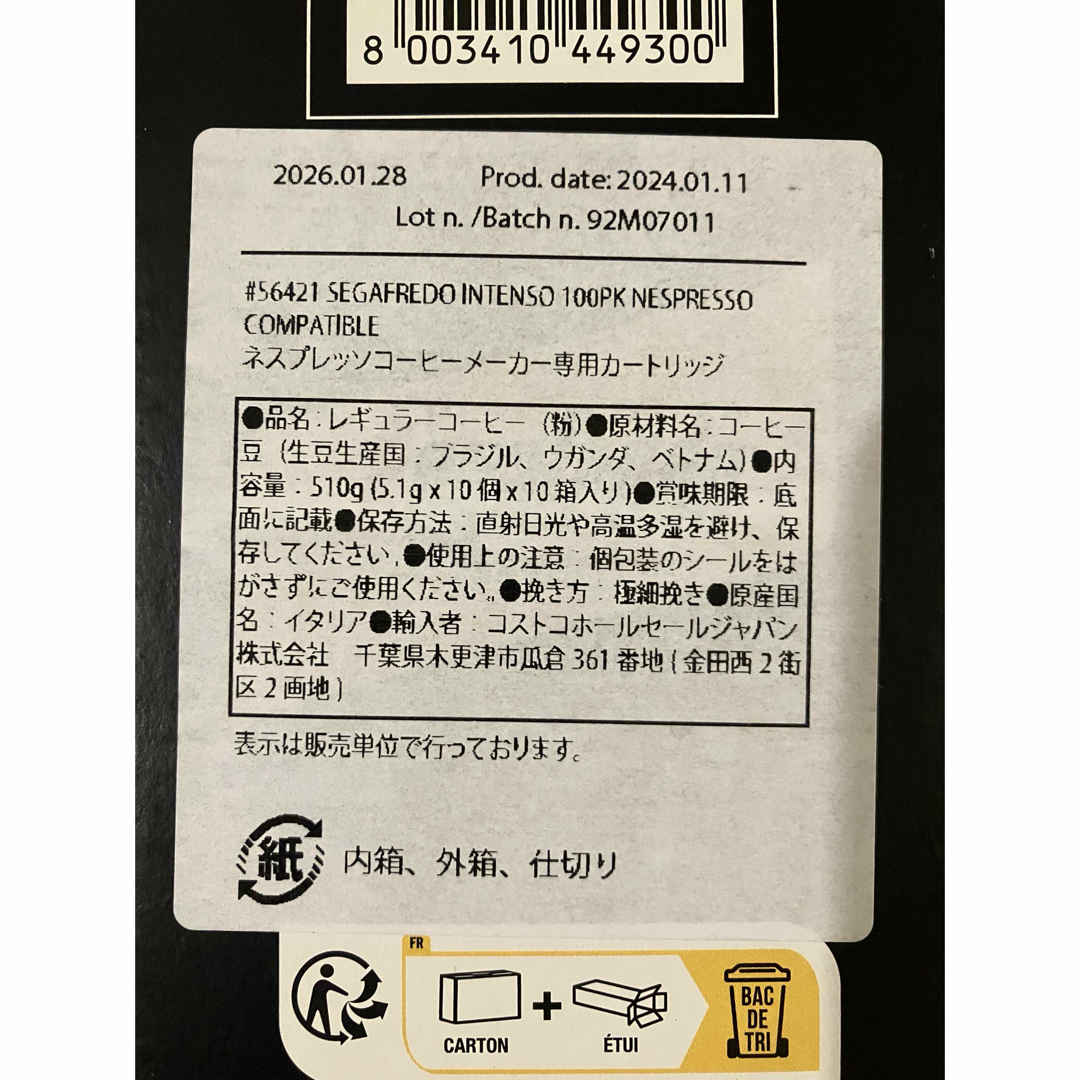 8 003410 449300
2026.01.28 Prod. date: 2024.01.11
Lot n. /Batch n. 92M07011
#56421 SEGAFREDO INTENSO 100PK NESPRESSO
COMPATIBLE
ネスプレッソコーヒーメーカー専用カートリッジ
●品名：レギュラーコーヒー（粉）●原材料名：コーヒー
豆（生豆生産国：ブラジル、ウガンダ、ベトナム）●内
容量：510g (5.1g x 10 個 x 10 箱入り)●賞味期限：底
面に記載●保存方法：直射日光や高温多湿を避け、保
存してください。●使用上の注意：個包装のシールをは
がさずにご使用ください。●挽き方：極細挽き●原産国
名：イタリア●輸入者：コストコホールセールジャパン
株式会社　千葉県木更津市瓜倉 361 番地 ( 金田西 2 街
区 2 画地 )
表示は販売単位で行っております。
紙 内箱、外箱、仕切り
FR
CARTON + ÉTUI
BAC
DE
TRI